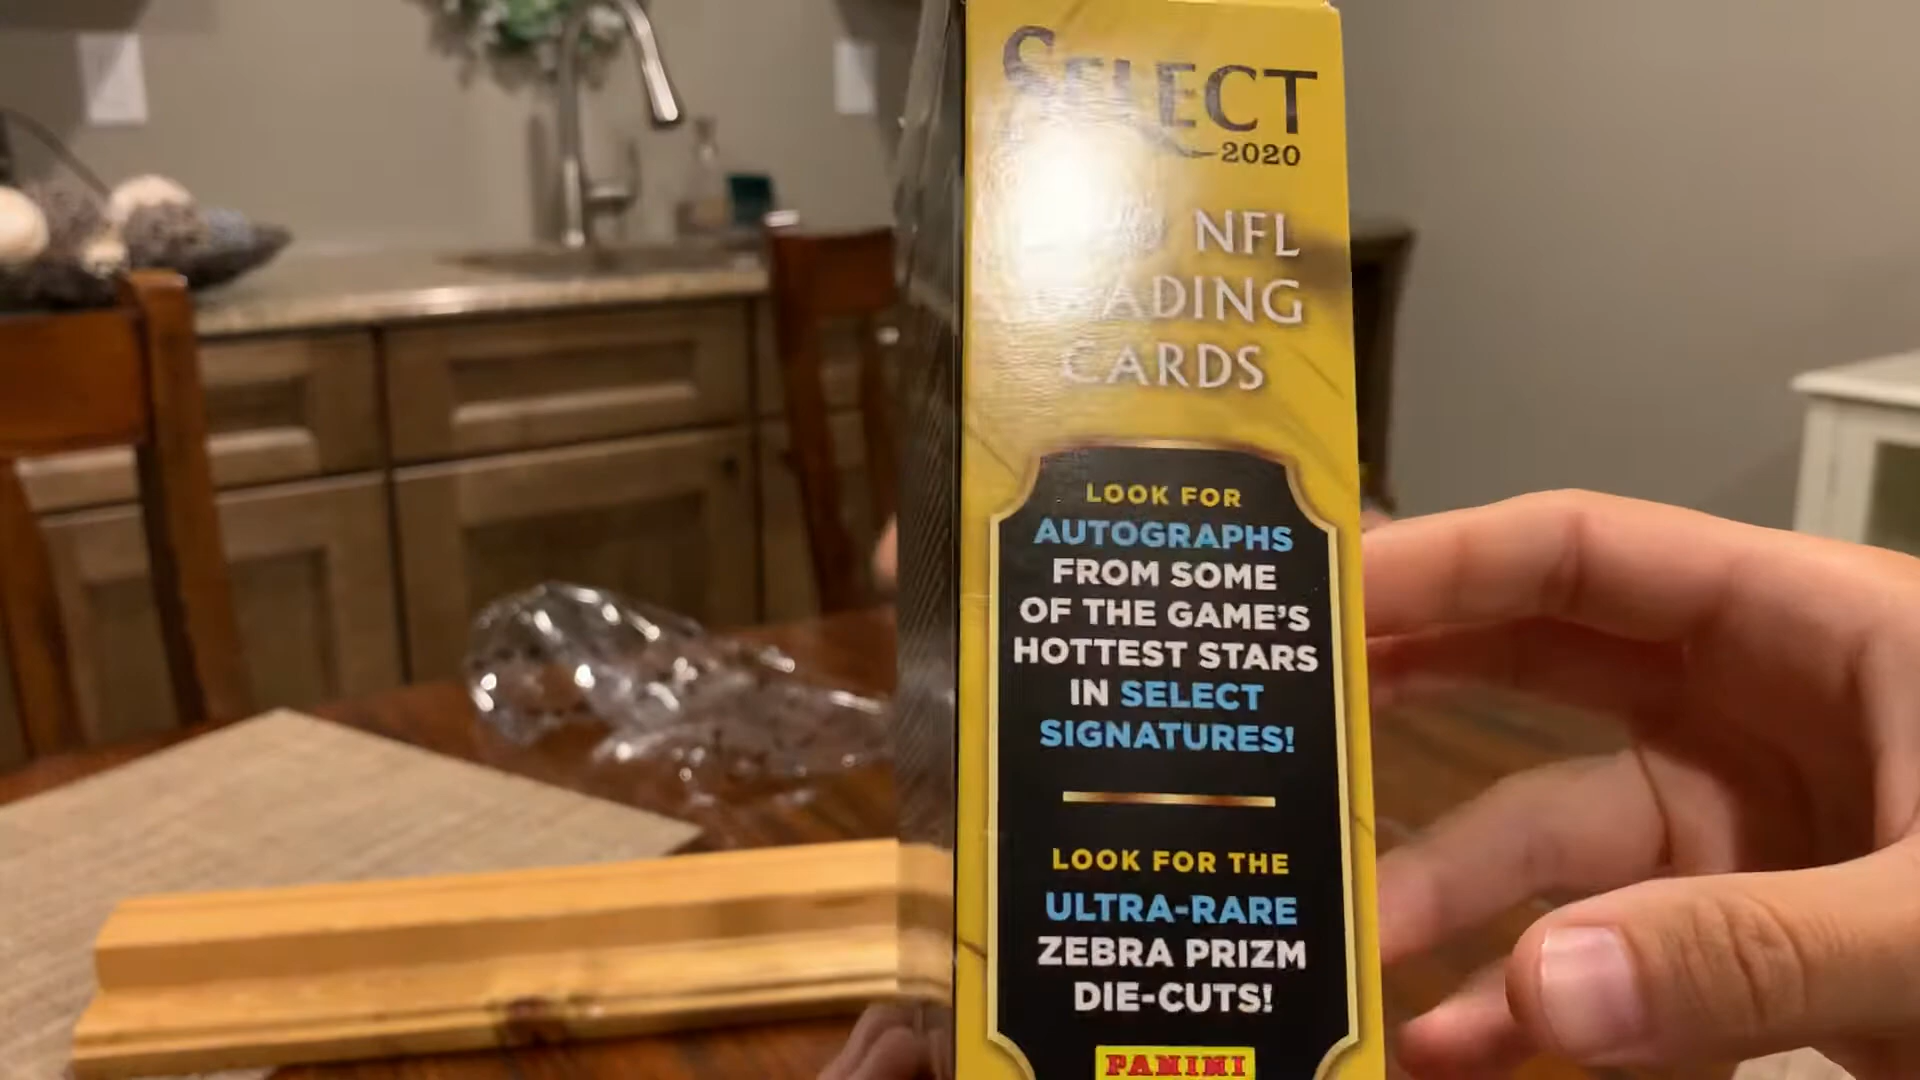 SELECT
2020
NFL
TRADING
CARDS
LOOK FOR
AUTOGRAPHS
FROM SOME
OF THE GAME'S
HOTTEST STARS
IN SELECT
SIGNATURES!
LOOK FOR THE
ULTRA-RARE
ZEBRA PRIZM
DIE-CUTS!
PANINI